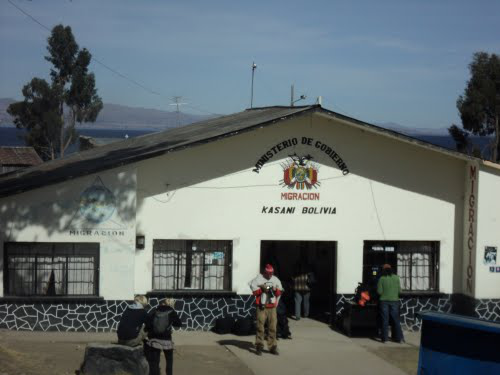 MINISTERIO DE GOBIERNO
MIGRACION
KASANI BOLIVIA
MIGRACION
MIGRACION